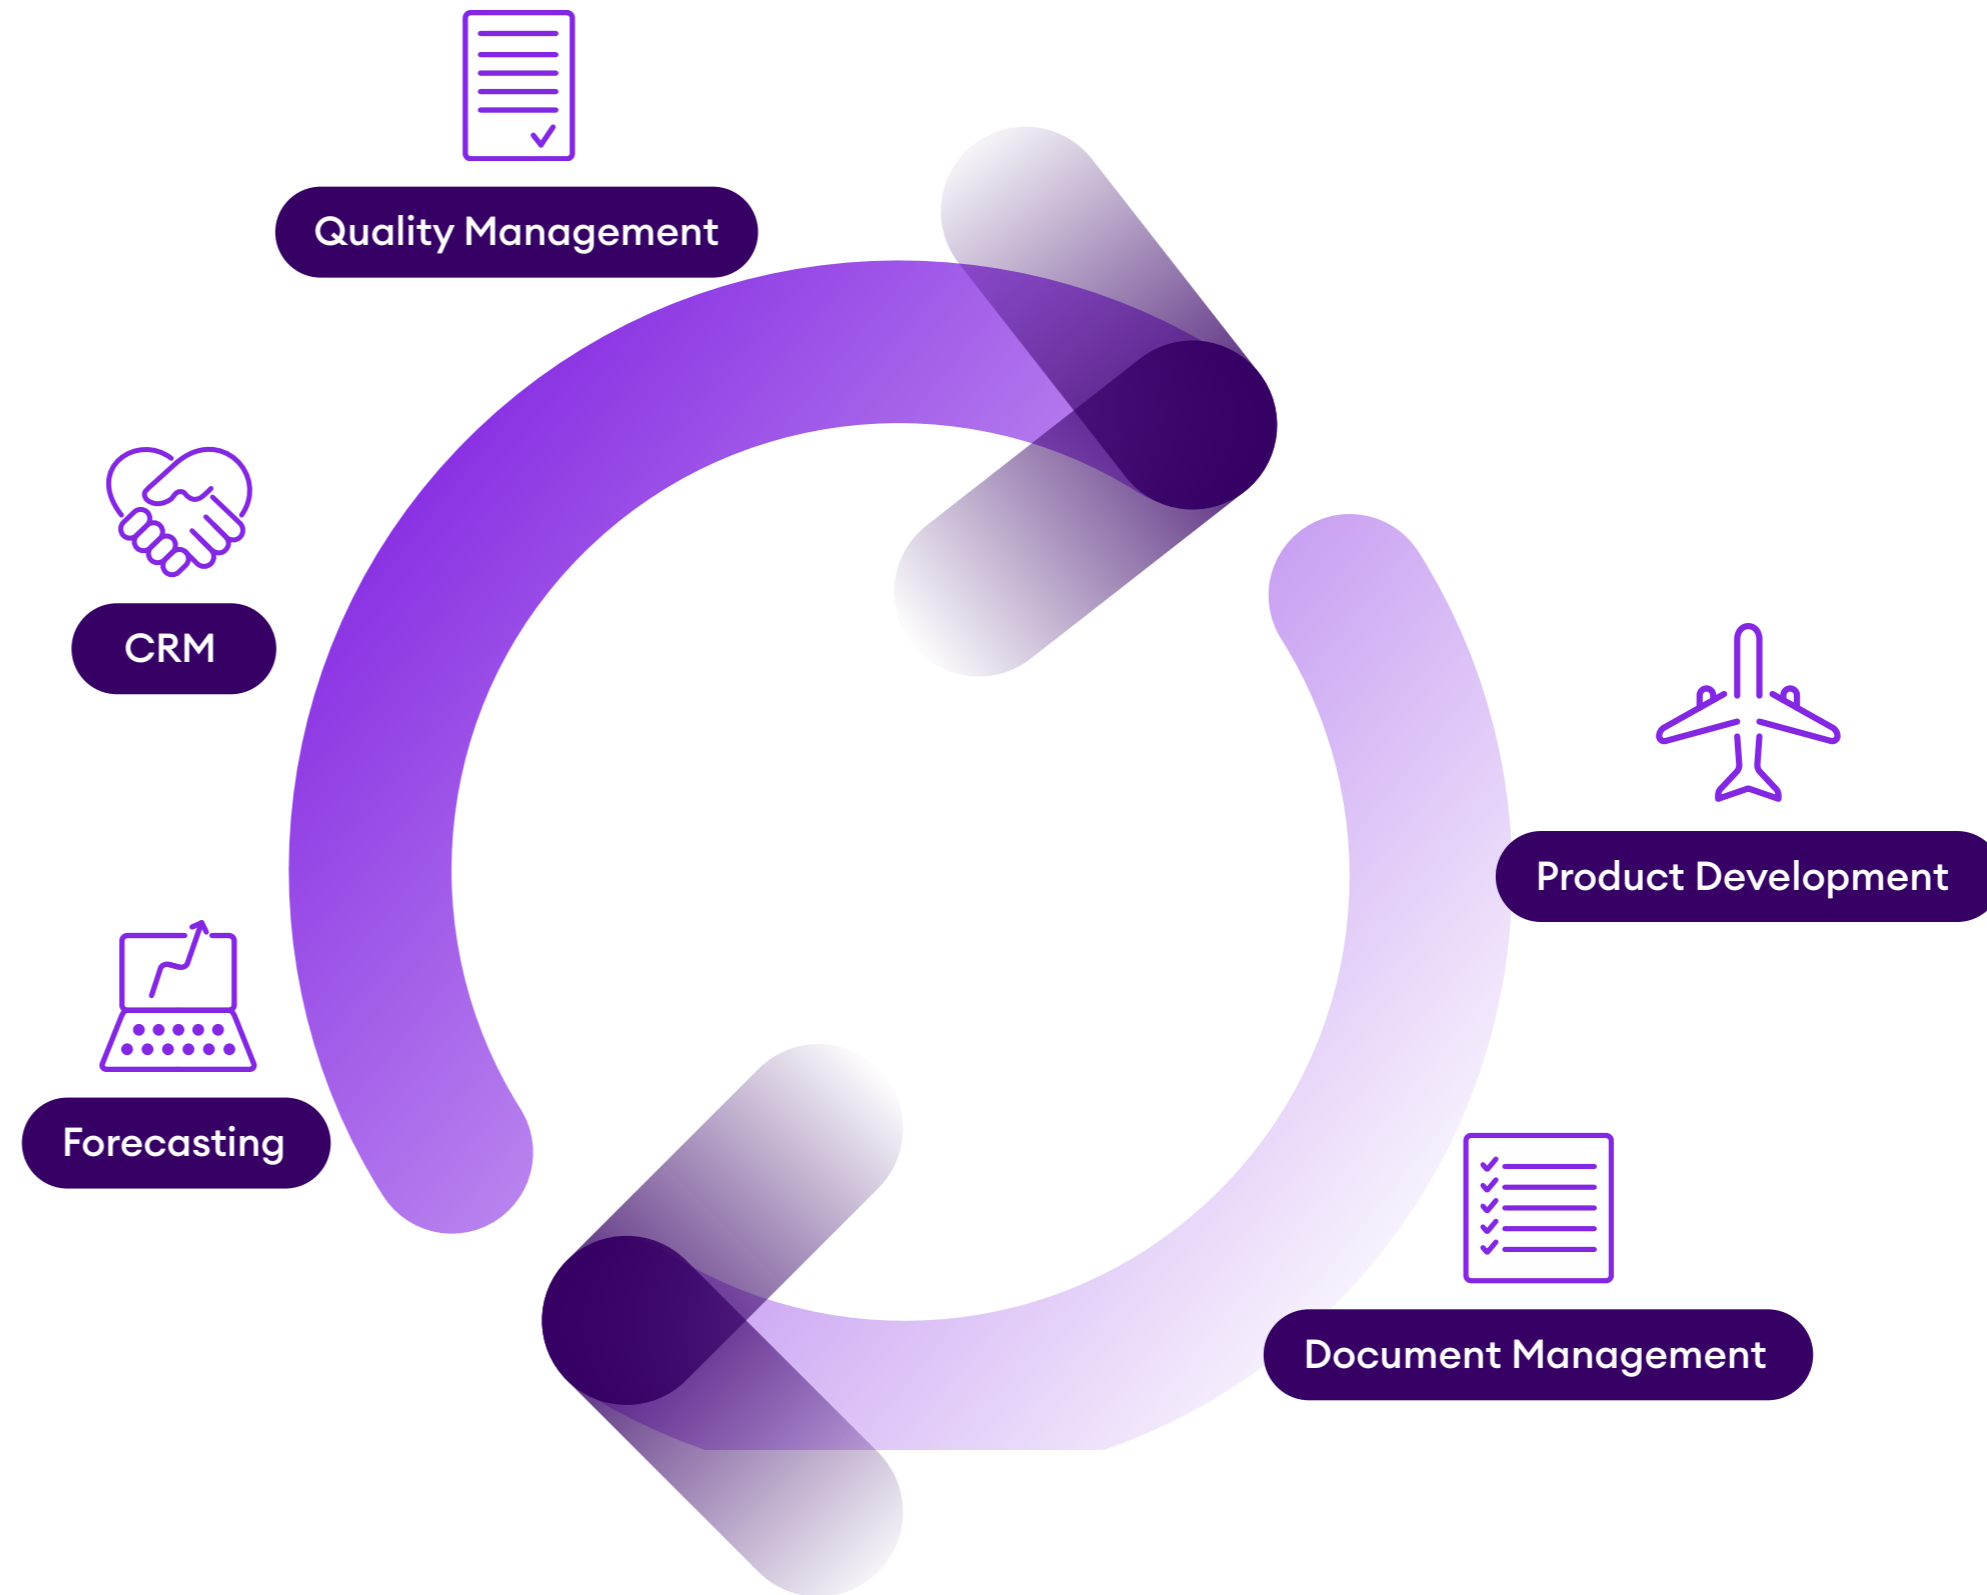 Quality Management
CRM
Product Development
Forecasting
Document Management